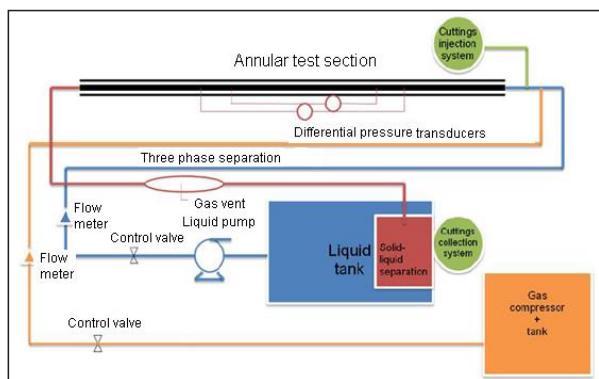 Cuttings
injection
system
Annular test section
Differential pressure transducers
Three phase separation
Gas vent
Flow
meter
Liquid pump
Control valve
Flow
meter
Liquid
tank
Solid-
liquid
separation
Cuttings
collection
system
Gas
compressor
+
tank
Control valve